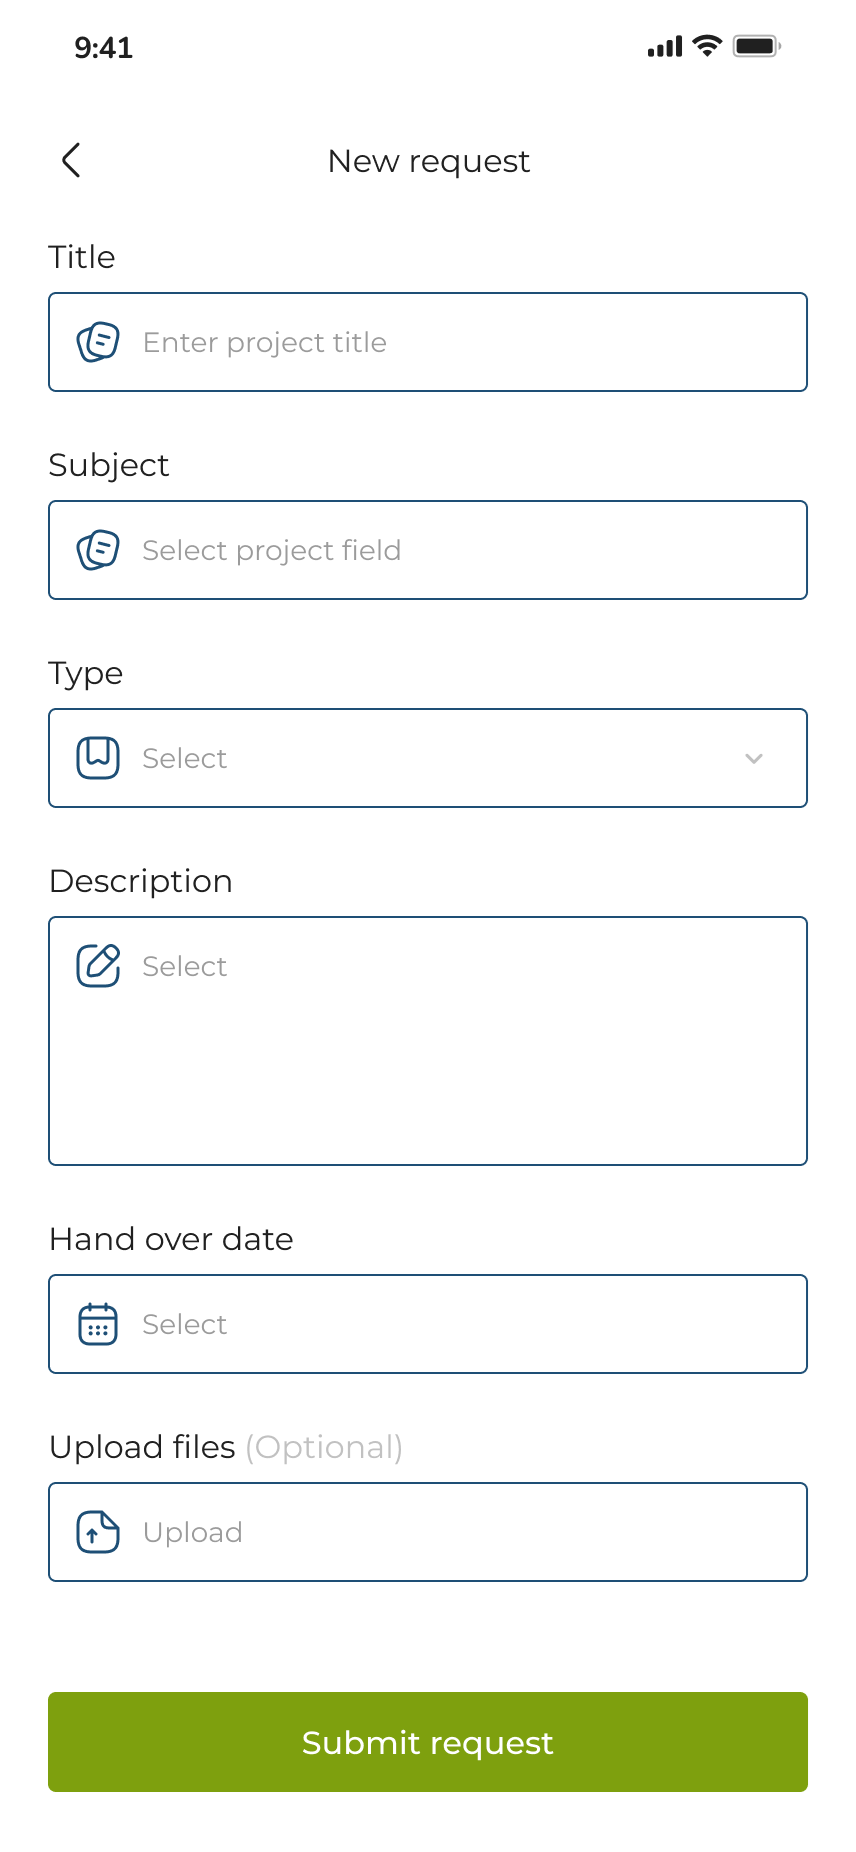 9:41
New request
Title
Enter project title
Subject
Select project field
Type
Select
Description
Select
Hand over date
Select
Upload files (Optional)
Upload
Submit request